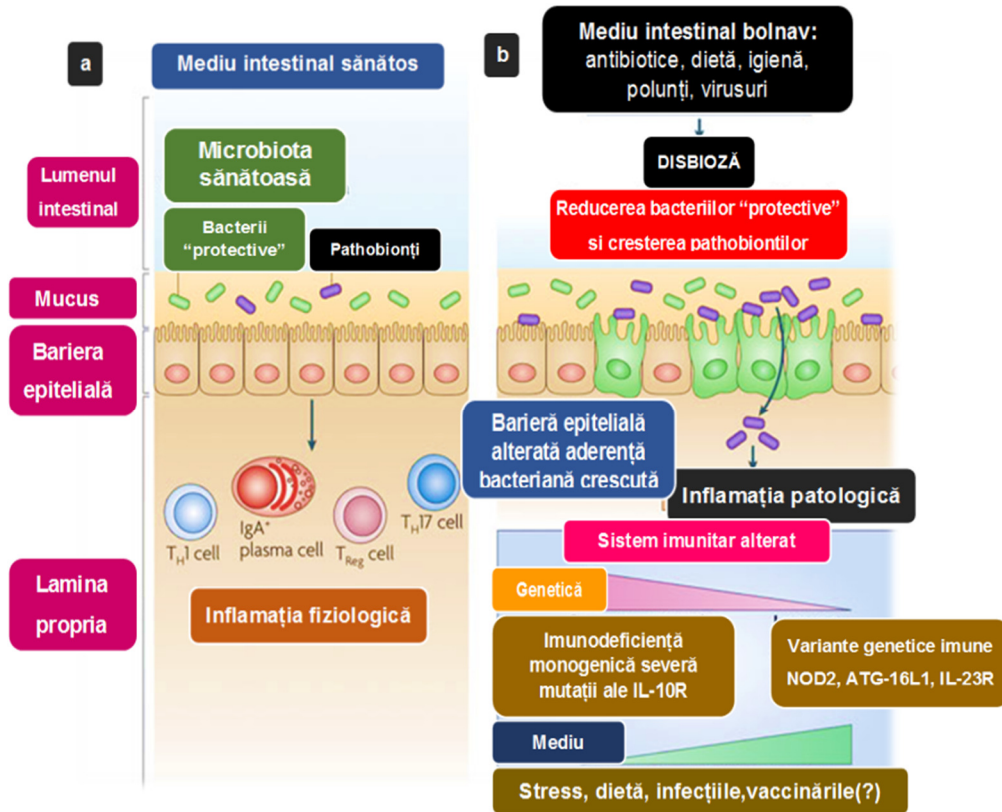 a
Mediu intestinal sănătos
b
Mediu intestinal bolnav:
antibiotice, dietă, igienă,
polunți, virusuri
Lumenul
intestinal
Microbiota
sănătoasă
Bacterii
“protective”
Pathobionți
DISBIOZĂ
Reducerea bacteriilor “protective”
si cresterea pathobiontilor
Mucus
Bariera
epitelială
Barieră epitelială
alterată aderență
bacteriană crescută
Inflamația patologică
TH1 cell
IgA+
plasma cell
TReg cell
TH17 cell
Lamina
propria
Inflamația fiziologică
Sistem imunitar alterat
Genetică
Imunodeficiență
monogenică severă
mutații ale IL-10R
Variante genetice imune
NOD2, ATG-16L1, IL-23R
Mediu
Stress, dietă, infecțiile,vaccinările(?)